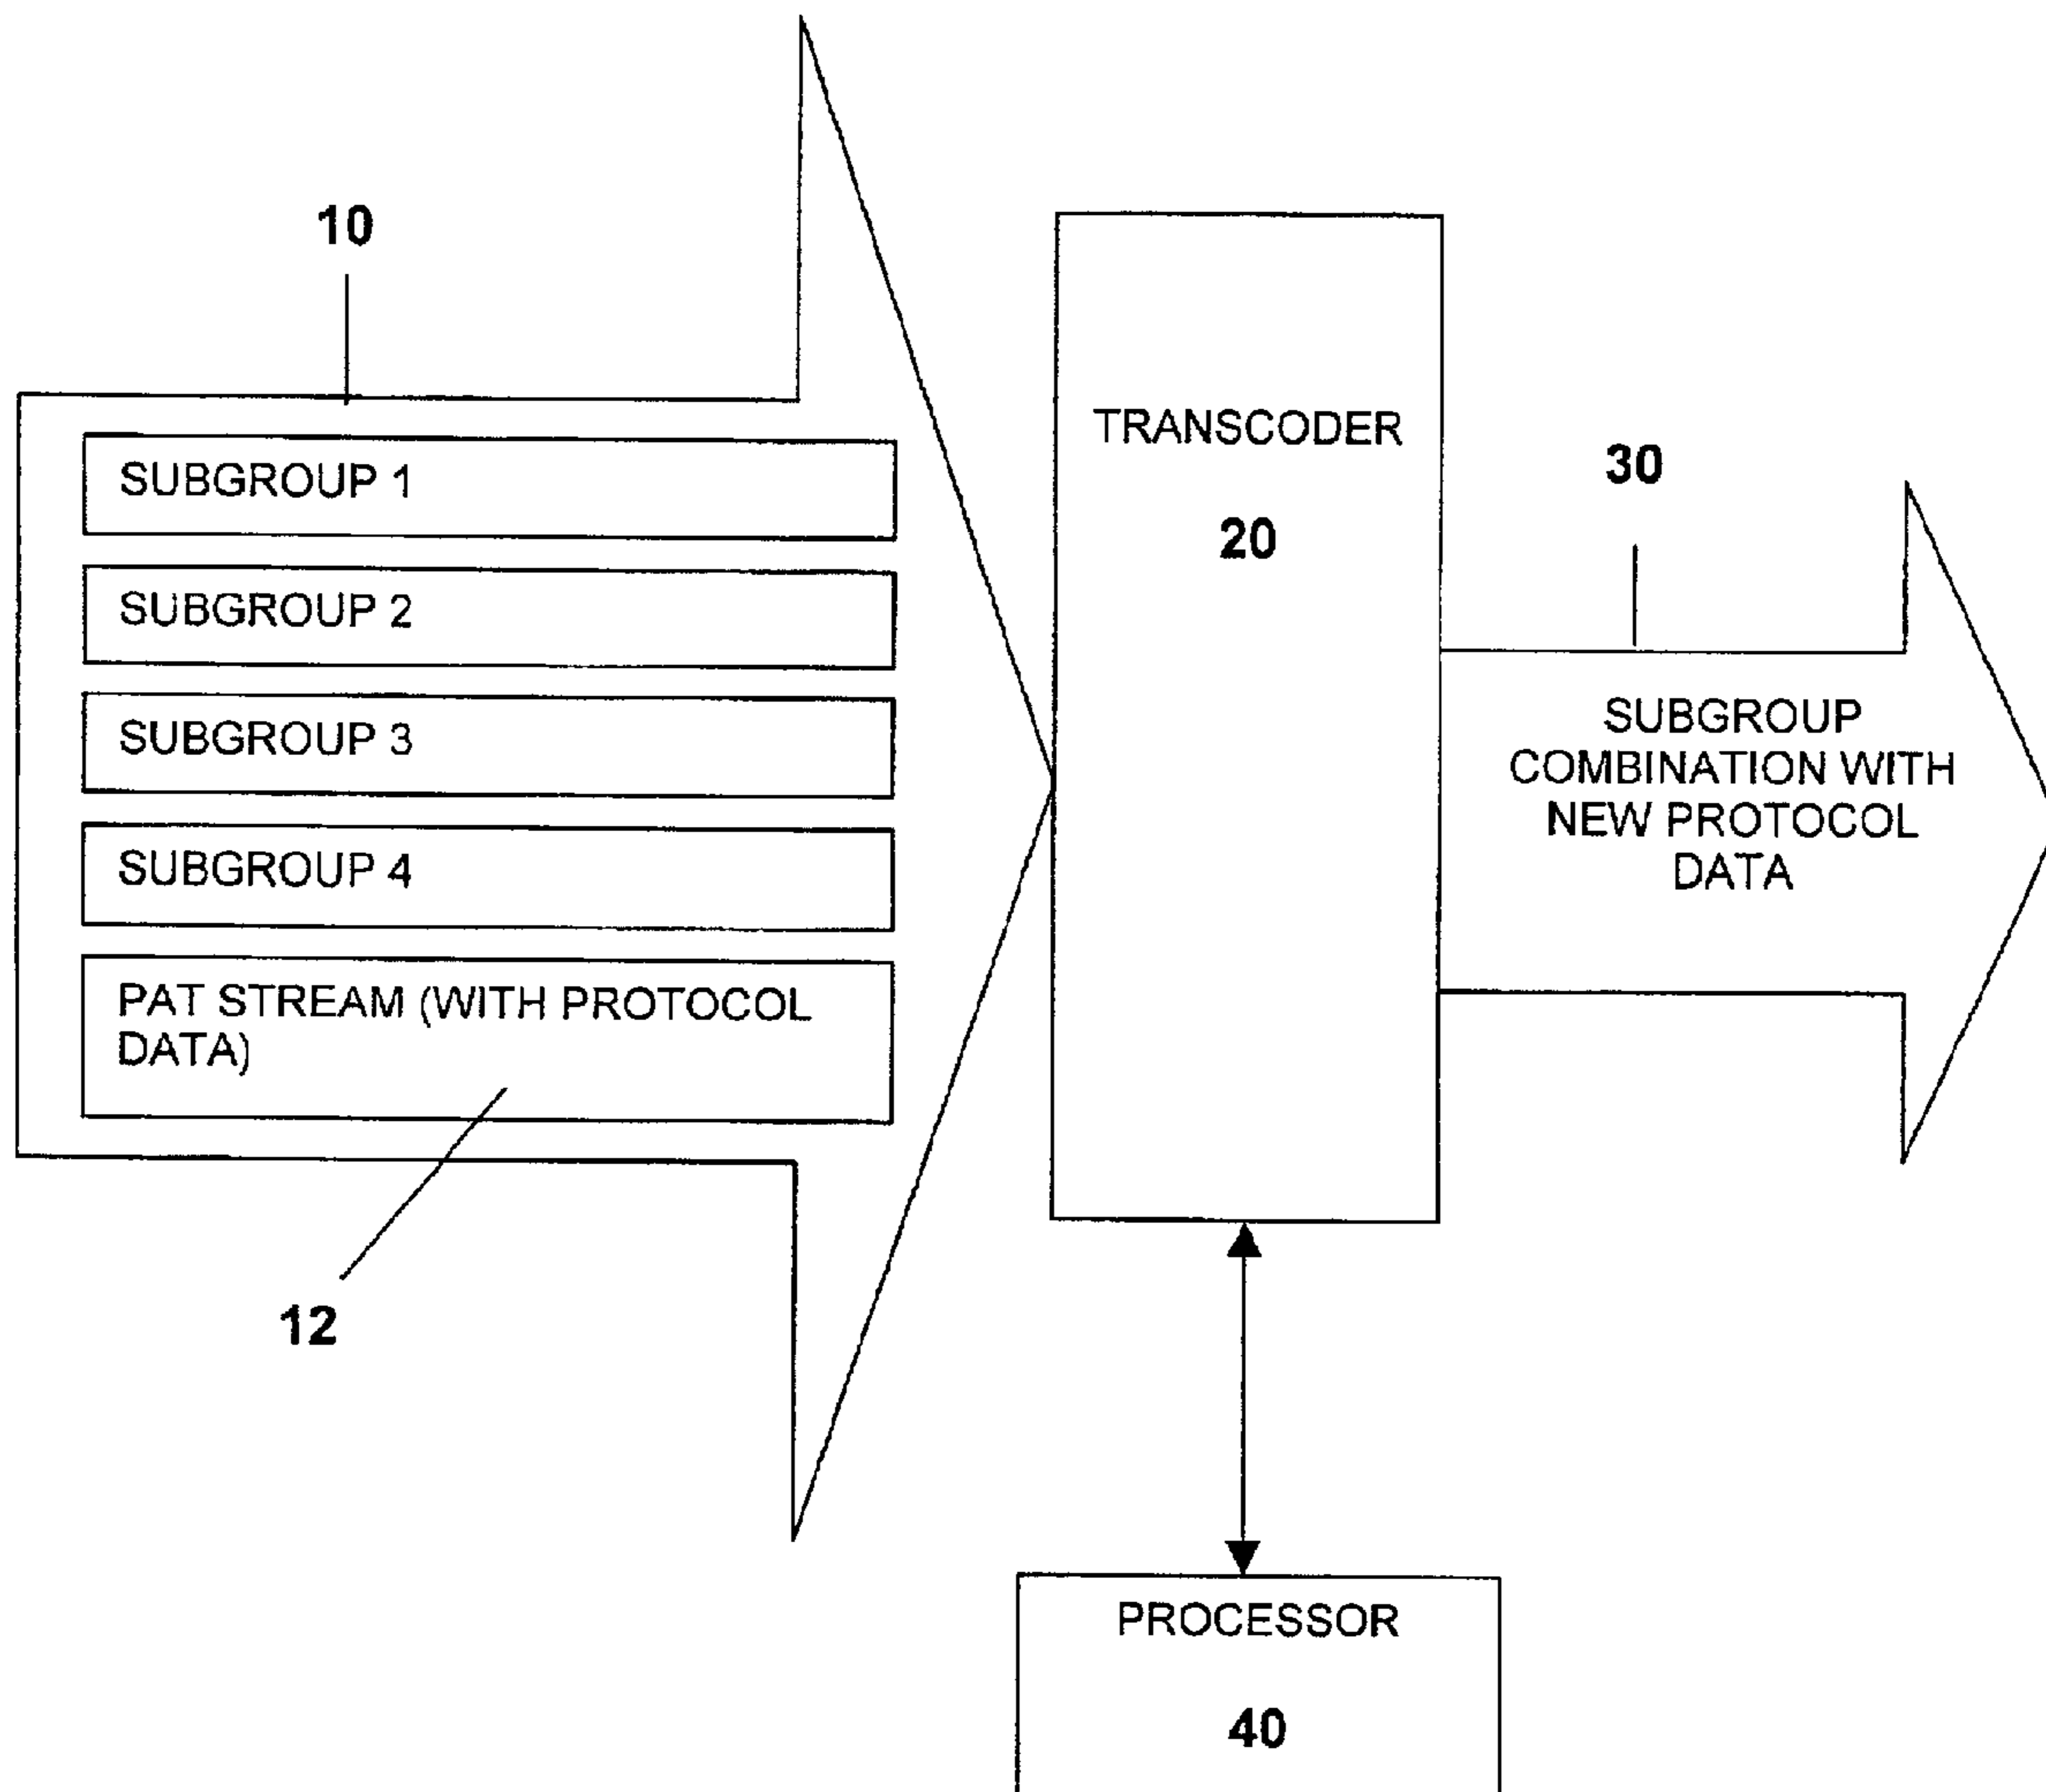 10
SUBGROUP 1
SUBGROUP 2
SUBGROUP 3
SUBGROUP 4
PAT STREAM (WITH PROTOCOL
DATA)
12
TRANSCODER
20
30
SUBGROUP
COMBINATION WITH
NEW PROTOCOL
DATA
PROCESSOR
40